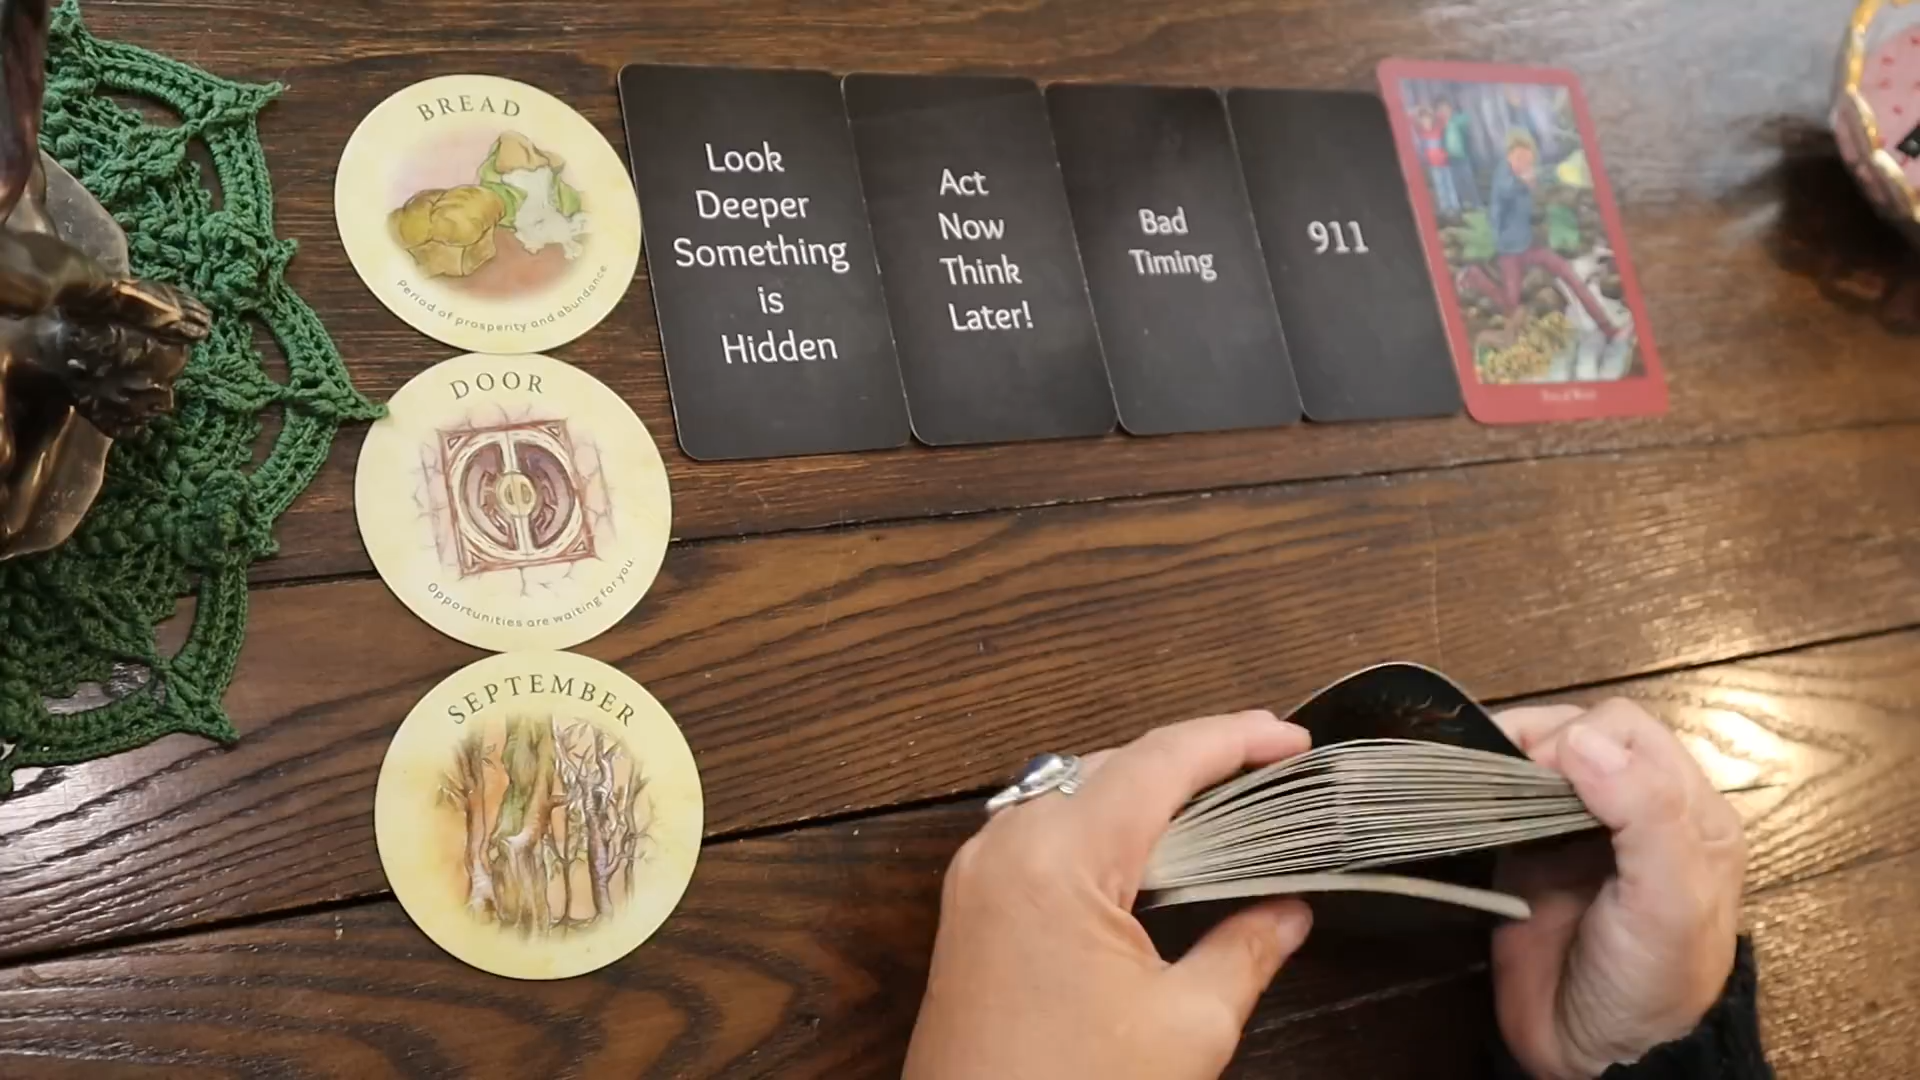 BREAD
Period of prosperity and abundance.
DOOR
Opportunities are waiting for you.
SEPTEMBER
Look
Deeper
Something
is
Hidden
Act
Now
Think
Later!
Bad
Timing
911